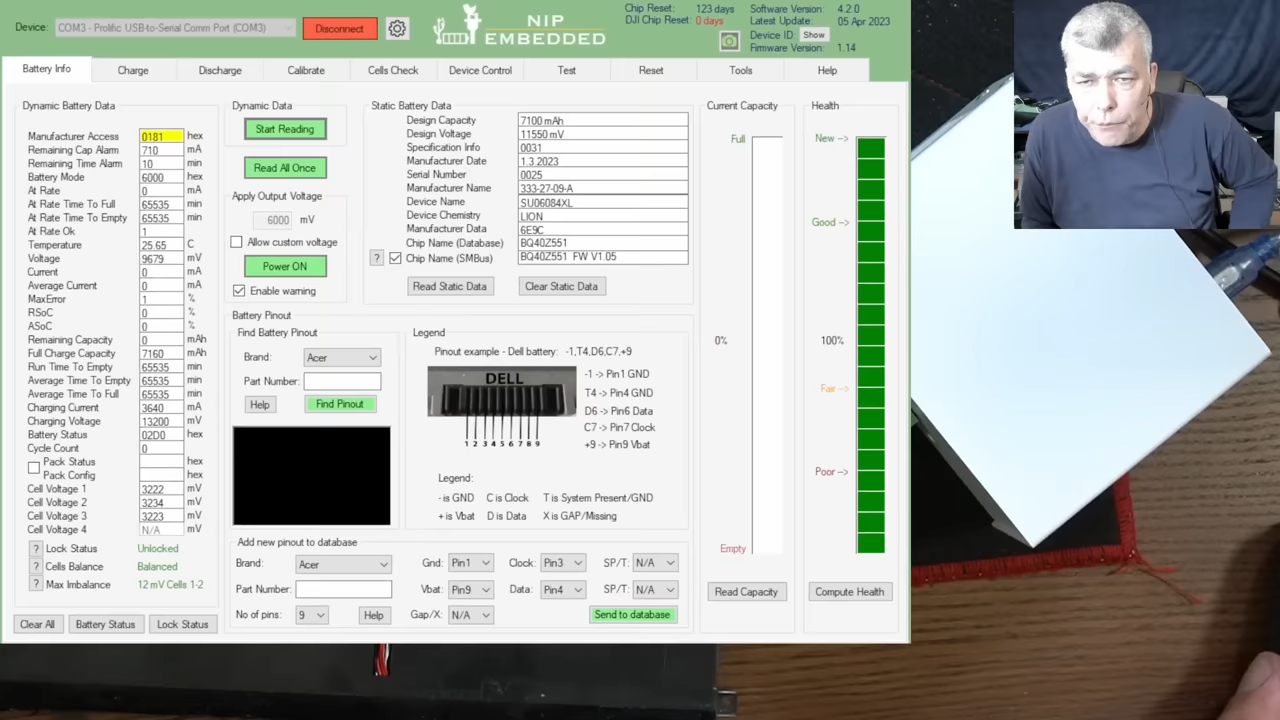 Device: COM3 - Prolific USB-to-Serial Comm Port (COM3) Disconnect
NIP EMBEDDED
Chip Reset: 123 days
DJI Chip Reset: 0 days
Software Version: 4.2.0
Latest Update: 05 Apr 2023
Device ID: Show
Firmware Version: 1.14
Battery Info Charge Discharge Calibrate Cells Check Device Control Test Reset Tools Help
Dynamic Battery Data
Manufacturer Access 0181 hex
Remaining Cap Alarm 710 mA
Remaining Time Alarm 10 min
Battery Mode 6000 hex
At Rate 0 mA
At Rate Time To Full 65535 min
At Rate Time To Empty 65535 min
At Rate Ok 1
Temperature 25.65 C
Voltage 9679 mV
Current 0 mA
Average Current 0 mA
MaxError 1 %
RSoC 0 %
ASoC 0 %
Remaining Capacity 0 mAh
Full Charge Capacity 7160 mAh
Run Time To Empty 65535 min
Average Time To Empty 65535 min
Average Time To Full 65535 min
Charging Current 3640 mA
Charging Voltage 13200 mV
Battery Status 02D0 hex
Cycle Count 0
Pack Status hex
Pack Config hex
Cell Voltage 1 3222 mV
Cell Voltage 2 3234 mV
Cell Voltage 3 3223 mV
Cell Voltage 4 N/A mV
? Lock Status Unlocked
? Cells Balance Balanced
? Max Imbalance 12 mV Cells 1-2
Clear All Battery Status Lock Status
Dynamic Data
Start Reading
Read All Once
Apply Output Voltage
6000 mV
Allow custom voltage
Power ON
Enable warning
Static Battery Data
Design Capacity 7100 mAh
Design Voltage 11550 mV
Specification Info 0031
Manufacturer Date 1.3.2023
Serial Number 0025
Manufacturer Name 333-27-09-A
Device Name SU06084XL
Device Chemistry LION
Manufacturer Data 6E9C
Chip Name (Database) BQ40Z551
? Chip Name (SMBus) BQ40Z551 FW V1.05
Read Static Data Clear Static Data
Battery Pinout
Find Battery Pinout
Brand: Acer
Part Number:
Help Find Pinout
Legend
Pinout example - Dell battery: -1,T4,D6,C7,+9
DELL
1 2 3 4 5 6 7 8 9
-1 -> Pin1 GND
T4 -> Pin4 GND
D6 -> Pin6 Data
C7 -> Pin7 Clock
+9 -> Pin9 Vbat
Legend:
- is GND C is Clock T is System Present/GND
+ is Vbat D is Data X is GAP/Missing
Add new pinout to database
Brand: Acer Gnd: Pin1 Clock: Pin3 SP/T: N/A
Part Number: Vbat: Pin9 Data: Pin4 SP/T: N/A
No of pins: 9 Help Gap/X: N/A Send to database
Current Capacity
Full
0%
Empty
Read Capacity
Health
New -->
Good -->
100%
Fair -->
Poor -->
Compute Health